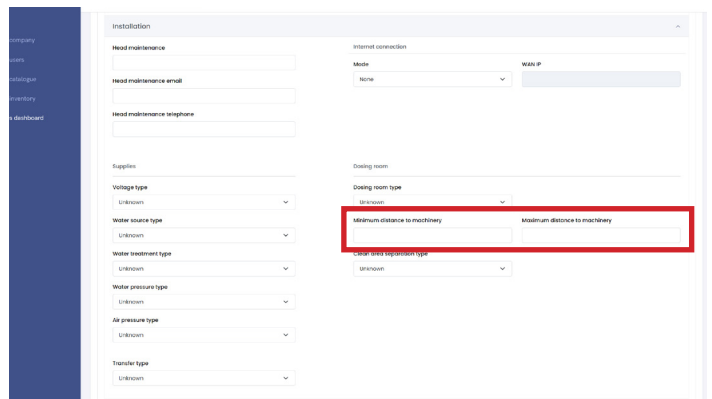 company
users
catalogue
inventory
s dashboard
Installation
Head maintenance
Head maintenance email
Head maintenance telephone
Internet connection
Mode
WAN IP
None
Supplies
Voltage type
Unknown
Water source type
Unknown
Water treatment type
Unknown
Water pressure type
Unknown
Air pressure type
Unknown
Transfer type
Unknown
Dosing room
Dosing room type
Unknown
Minimum distance to machinery
Maximum distance to machinery
Clean area separation type
Unknown